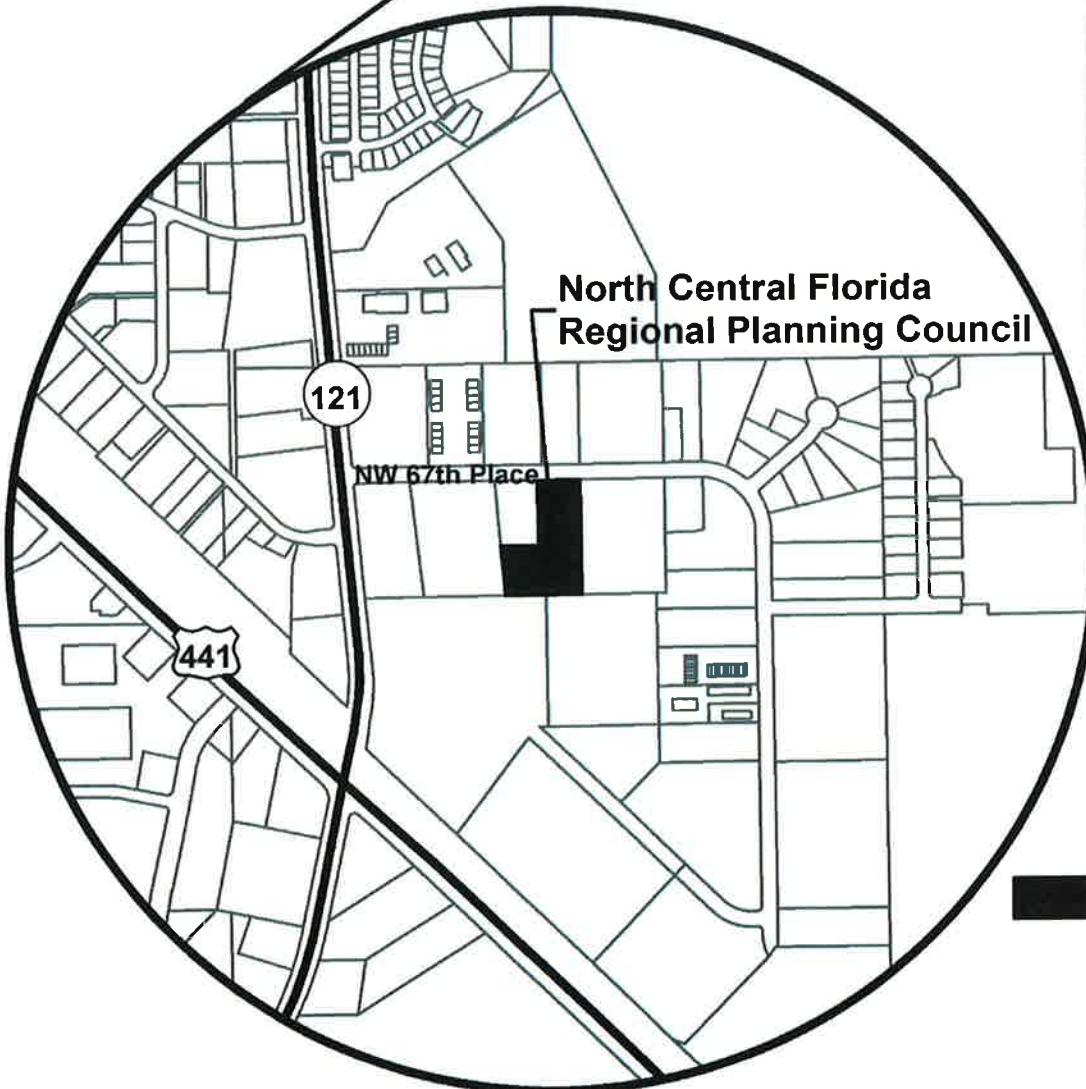 North Central Florida
Regional Planning Council
121
NW 67th Place
441